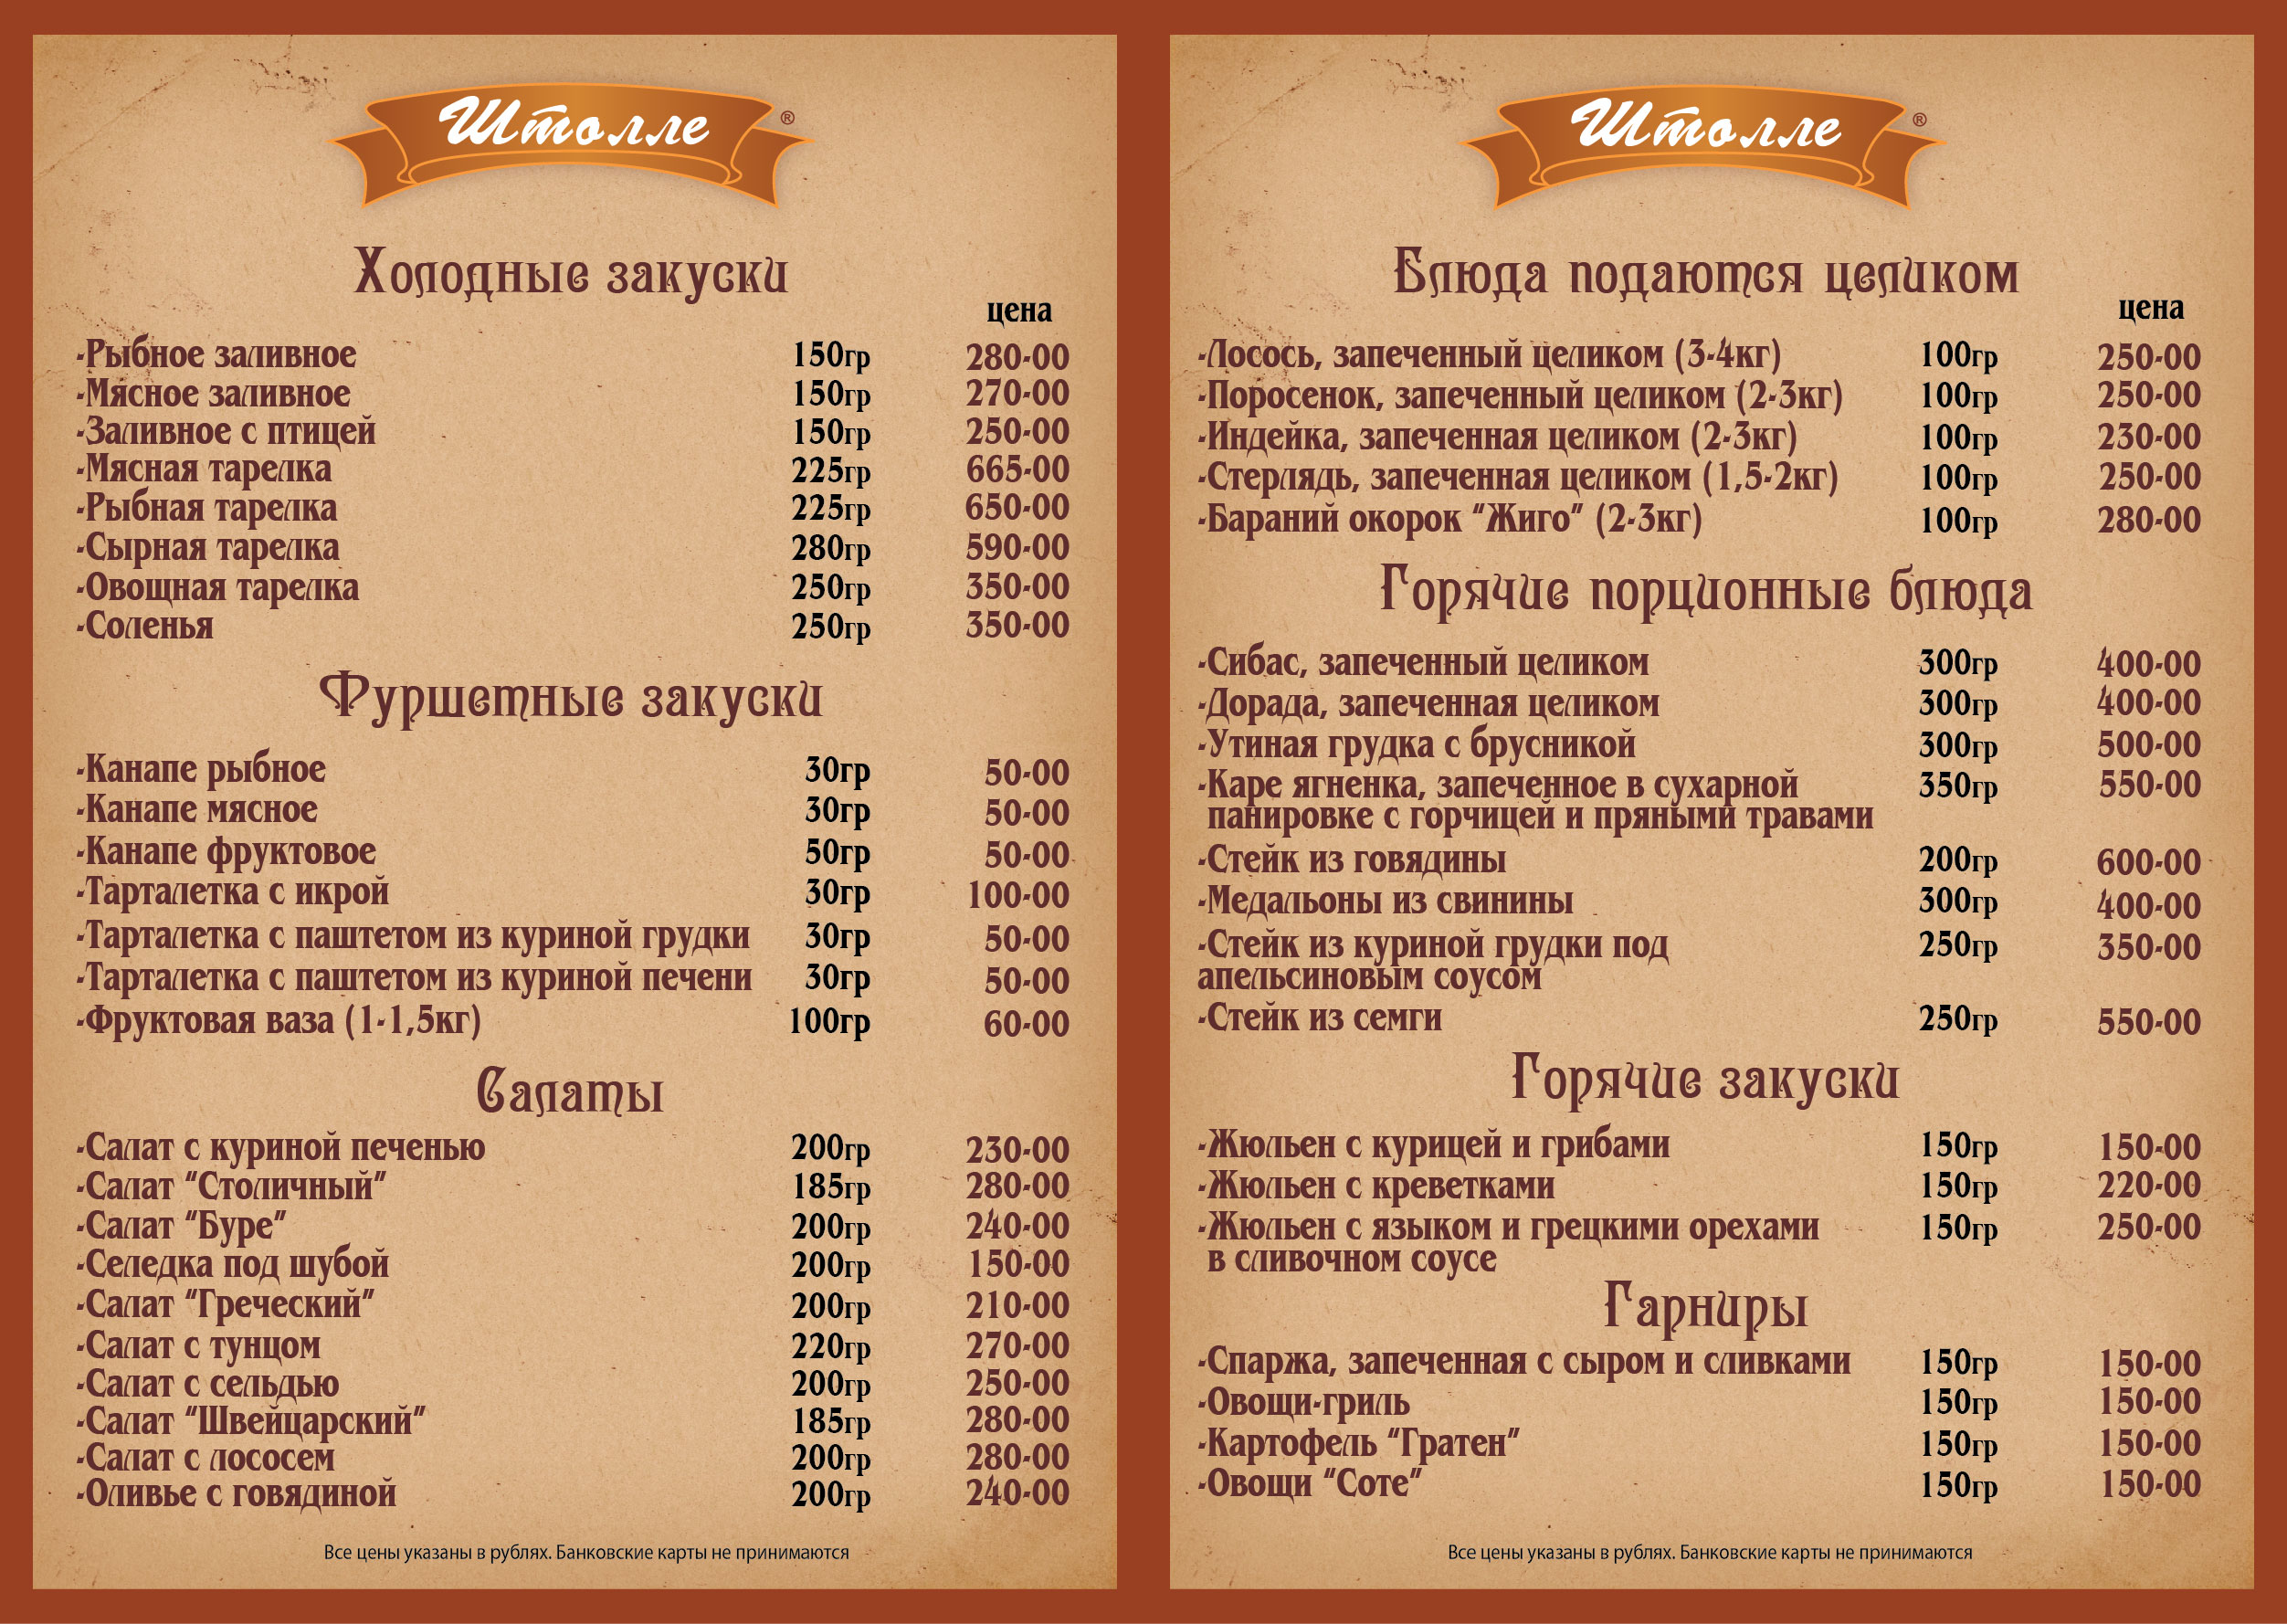 Штолле ®
Холодные закуски
цена
-Рыбное заливное 150гр 280-00
-Мясное заливное 150гр 270-00
-Заливное с птицей 150гр 250-00
-Мясная тарелка 225гр 665-00
-Рыбная тарелка 225гр 650-00
-Сырная тарелка 280гр 590-00
-Овощная тарелка 250гр 350-00
-Соленья 250гр 350-00
Фуршетные закуски
-Канапе рыбное 30гр 50-00
-Канапе мясное 30гр 50-00
-Канапе фруктовое 50гр 50-00
-Тарталетка с икрой 30гр 100-00
-Тарталетка с паштетом из куриной грудки 30гр 50-00
-Тарталетка с паштетом из куриной печени 30гр 50-00
-Фруктовая ваза (1-1,5кг) 100гр 60-00
Салаты
-Салат с куриной печенью 200гр 230-00
-Салат “Столичный” 185гр 280-00
-Салат “Буре” 200гр 240-00
-Селедка под шубой 200гр 150-00
-Салат “Греческий” 200гр 210-00
-Салат с тунцом 220гр 270-00
-Салат с сельдью 200гр 250-00
-Салат “Швейцарский” 185гр 280-00
-Салат с лососем 200гр 280-00
-Оливье с говядиной 200гр 240-00
Все цены указаны в рублях. Банковские карты не принимаются
Штолле ®
Блюда подаются целиком
цена
-Лосось, запеченный целиком (3-4кг) 100гр 250-00
-Поросенок, запеченный целиком (2-3кг) 100гр 250-00
-Индейка, запеченная целиком (2-3кг) 100гр 230-00
-Стерлядь, запеченная целиком (1,5-2кг) 100гр 250-00
-Бараний окорок “Жиго” (2-3кг) 100гр 280-00
Горячие порционные блюда
-Сибас, запеченный целиком 300гр 400-00
-Дорада, запеченная целиком 300гр 400-00
-Утиная грудка с брусникой 300гр 500-00
-Каре ягненка, запеченное в сухарной 350гр 550-00
панировке с горчицей и пряными травами
-Стейк из говядины 200гр 600-00
-Медальоны из свинины 300гр 400-00
-Стейк из куриной грудки под 250гр 350-00
апельсиновым соусом
-Стейк из семги 250гр 550-00
Горячие закуски
-Жюльен с курицей и грибами 150гр 150-00
-Жюльен с креветками 150гр 220-00
-Жюльен с языком и грецкими орехами 150гр 250-00
в сливочном соусе
Гарниры
-Спаржа, запеченная с сыром и сливками 150гр 150-00
-Овощи-гриль 150гр 150-00
-Картофель “Гратен” 150гр 150-00
-Овощи “Соте” 150гр 150-00
Все цены указаны в рублях. Банковские карты не принимаются